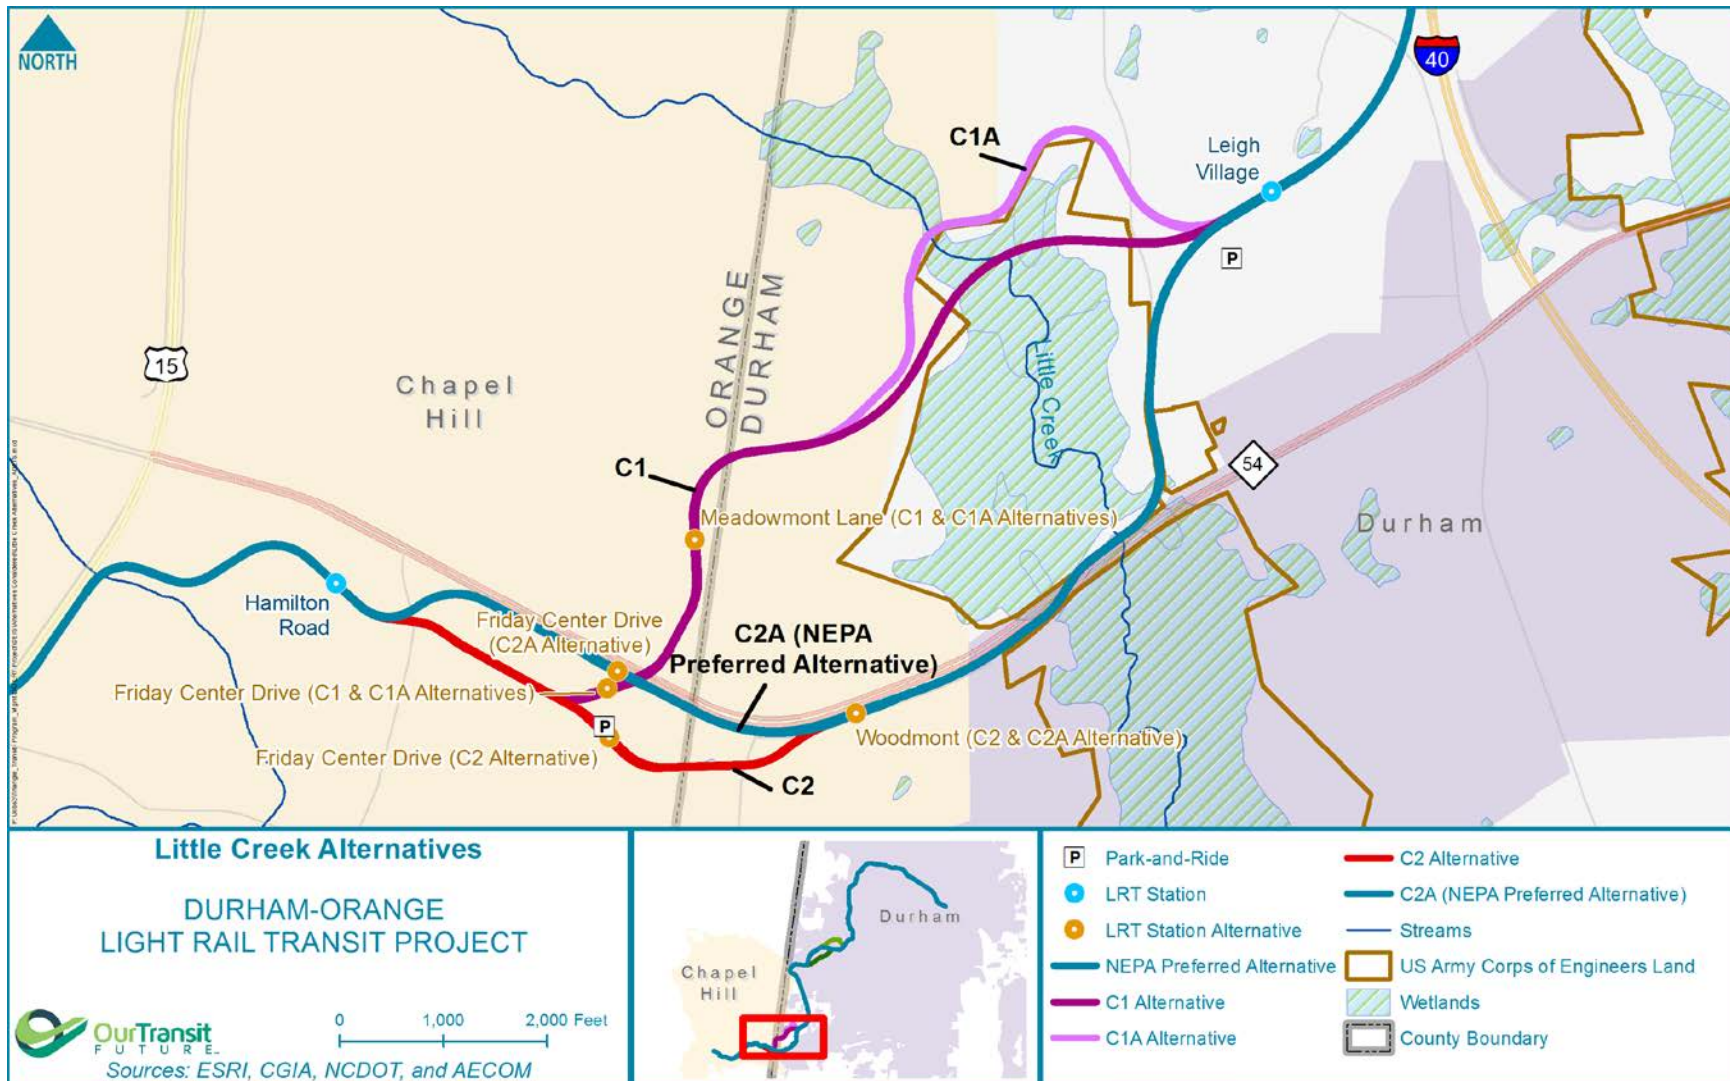 NORTH
40
C1A
Leigh
Village
P
ORANGE
DURHAM
15
Chapel
Hill
Little Creek
C1
54
Meadowmont Lane (C1 & C1A Alternatives)
Durham
Hamilton
Road
Friday Center Drive
(C2A Alternative)
C2A (NEPA
Preferred Alternative)
Friday Center Drive (C1 & C1A Alternatives)
P
Woodmont (C2 & C2A Alternative)
Friday Center Drive (C2 Alternative)
C2
Little Creek Alternatives
DURHAM-ORANGE
LIGHT RAIL TRANSIT PROJECT
OurTransit
FUTURE
0 1,000 2,000 Feet
Sources: ESRI, CGIA, NCDOT, and AECOM
Durham
Chapel
Hill
P Park-and-Ride
LRT Station
LRT Station Alternative
NEPA Preferred Alternative
C1 Alternative
C1A Alternative
C2 Alternative
C2A (NEPA Preferred Alternative)
Streams
US Army Corps of Engineers Land
Wetlands
County Boundary